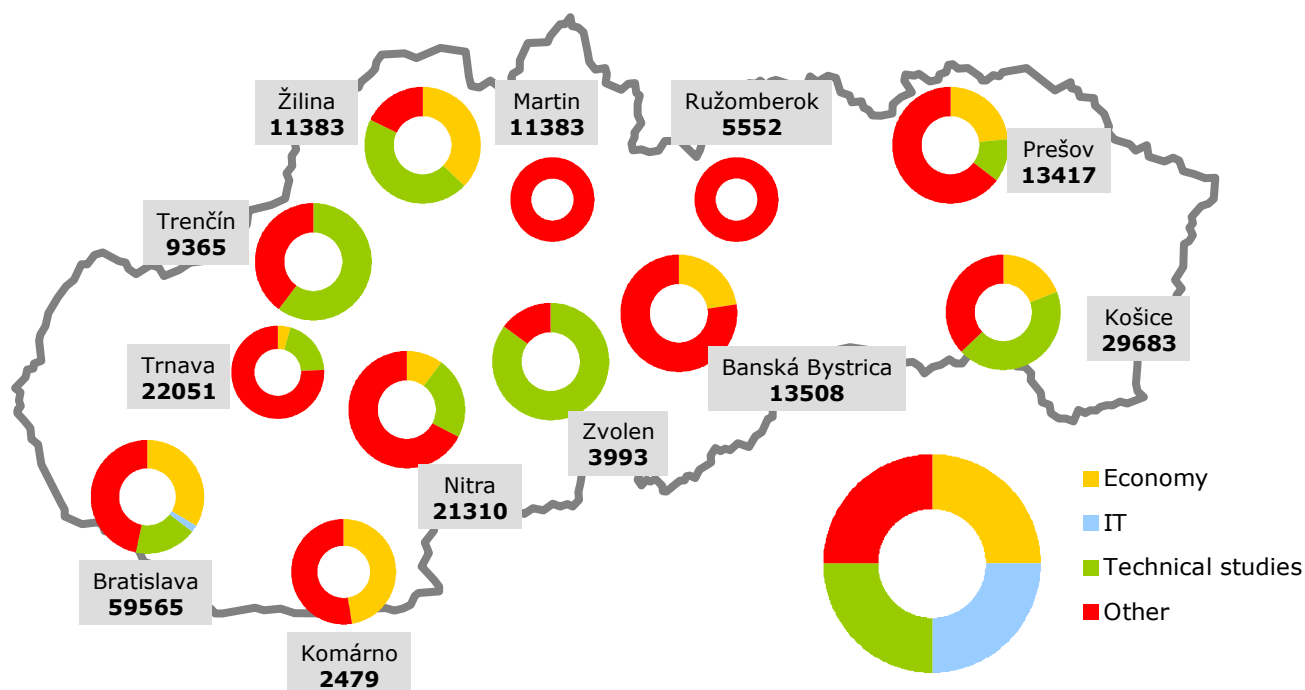 Žilina
11383
Martin
11383
Ružomberok
5552
Prešov
13417
Trenčín
9365
Trnava
22051
Košice
29683
Banská Bystrica
13508
Zvolen
3993
Nitra
21310
Bratislava
59565
Komárno
2479
Economy
IT
Technical studies
Other